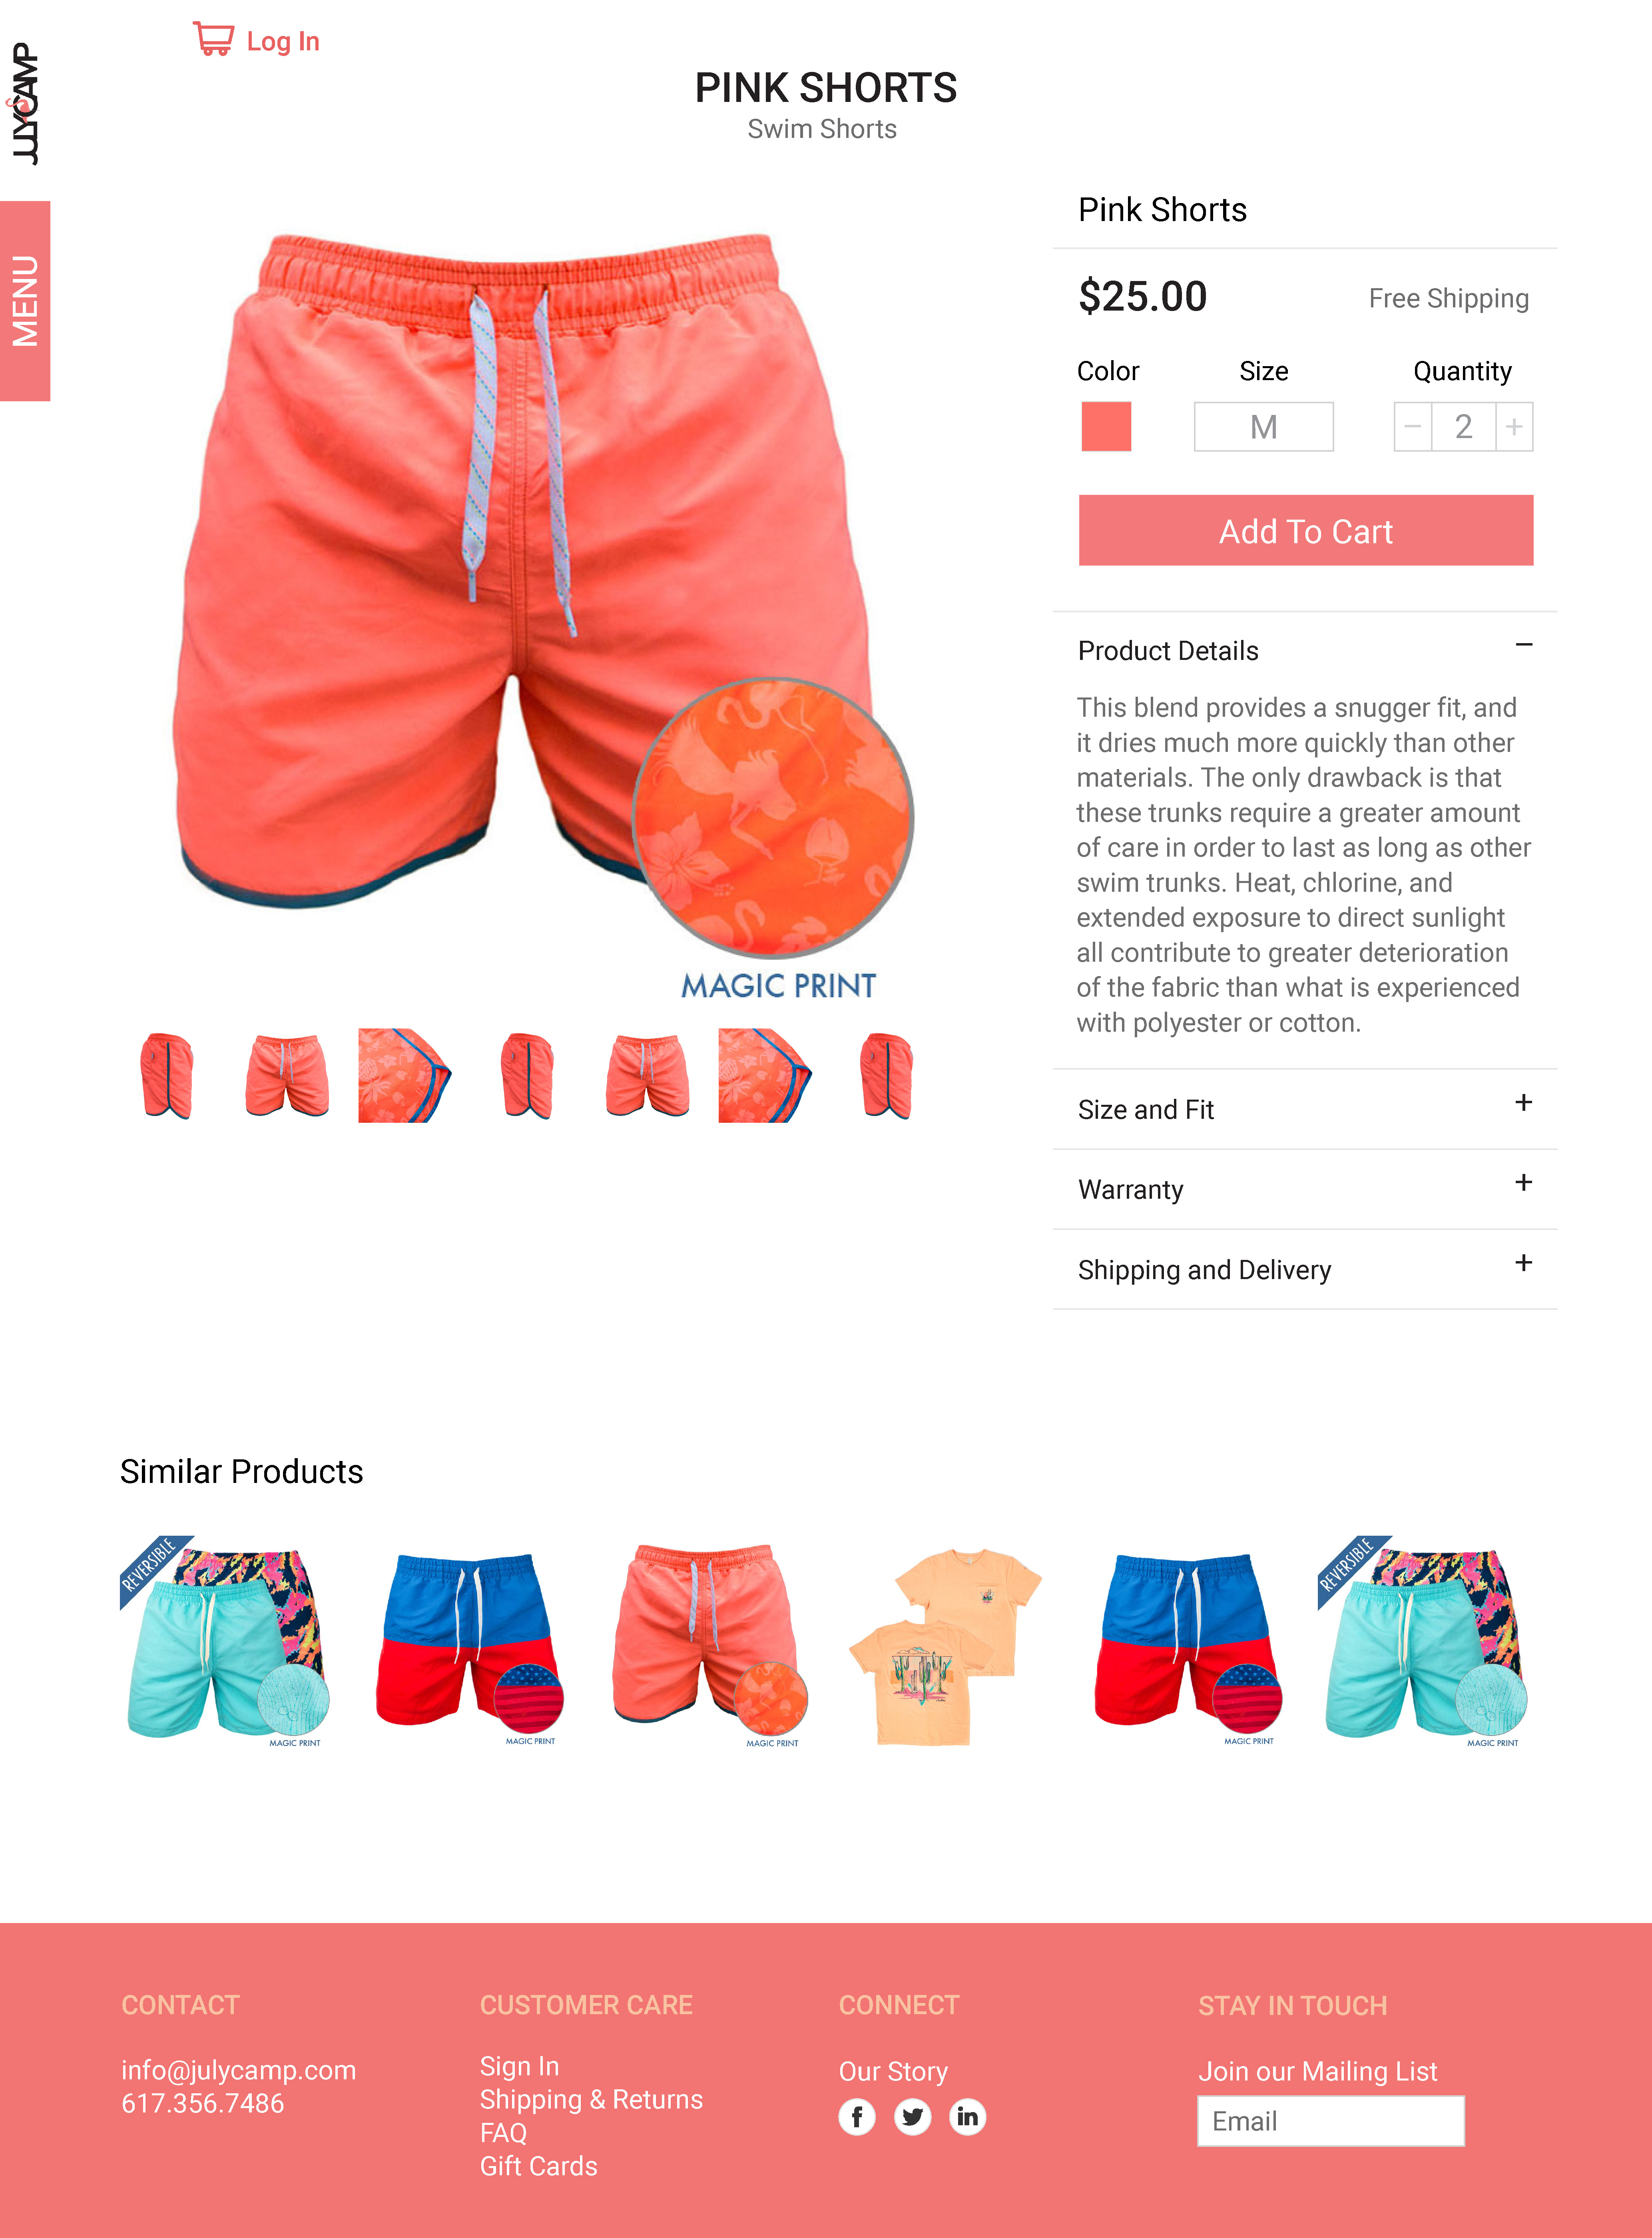 Log In
JULYCAMP
MENU
PINK SHORTS
Swim Shorts
MAGIC PRINT
Pink Shorts
$25.00
Free Shipping
Color
Size
Quantity
M
− 2 +
Add To Cart
Product Details −
This blend provides a snugger fit, and
it dries much more quickly than other
materials. The only drawback is that
these trunks require a greater amount
of care in order to last as long as other
swim trunks. Heat, chlorine, and
extended exposure to direct sunlight
all contribute to greater deterioration
of the fabric than what is experienced
with polyester or cotton.
Size and Fit +
Warranty +
Shipping and Delivery +
Similar Products
REVERSIBLE
MAGIC PRINT
MAGIC PRINT
MAGIC PRINT
MAGIC PRINT
REVERSIBLE
MAGIC PRINT
CONTACT
info@julycamp.com
617.356.7486
CUSTOMER CARE
Sign In
Shipping & Returns
FAQ
Gift Cards
CONNECT
Our Story
f
in
STAY IN TOUCH
Join our Mailing List
Email